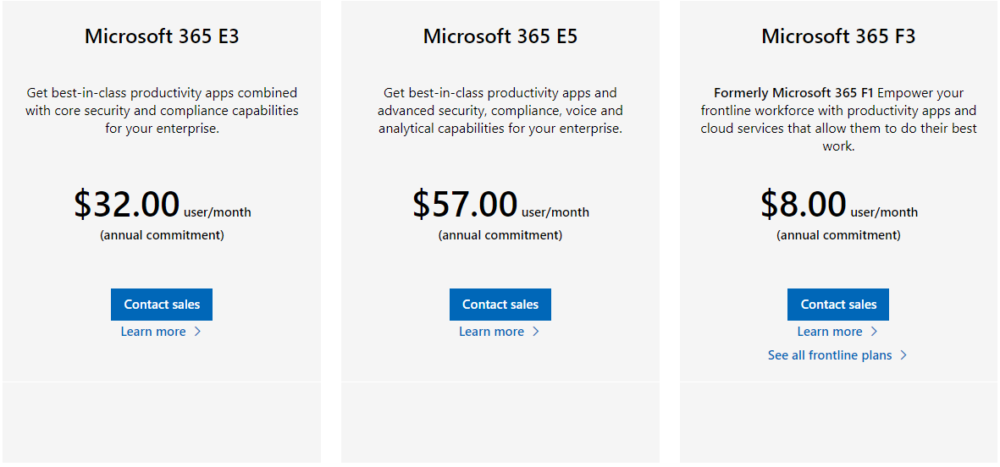 Microsoft 365 E3
Get best-in-class productivity apps combined
with core security and compliance capabilities
for your enterprise.
$32.00 user/month
(annual commitment)
Contact sales
Learn more
Microsoft 365 E5
Get best-in-class productivity apps and
advanced security, compliance, voice and
analytical capabilities for your enterprise.
$57.00 user/month
(annual commitment)
Contact sales
Learn more
Microsoft 365 F3
Formerly Microsoft 365 F1 Empower your
frontline workforce with productivity apps and
cloud services that allow them to do their best
work.
$8.00 user/month
(annual commitment)
Contact sales
Learn more
See all frontline plans